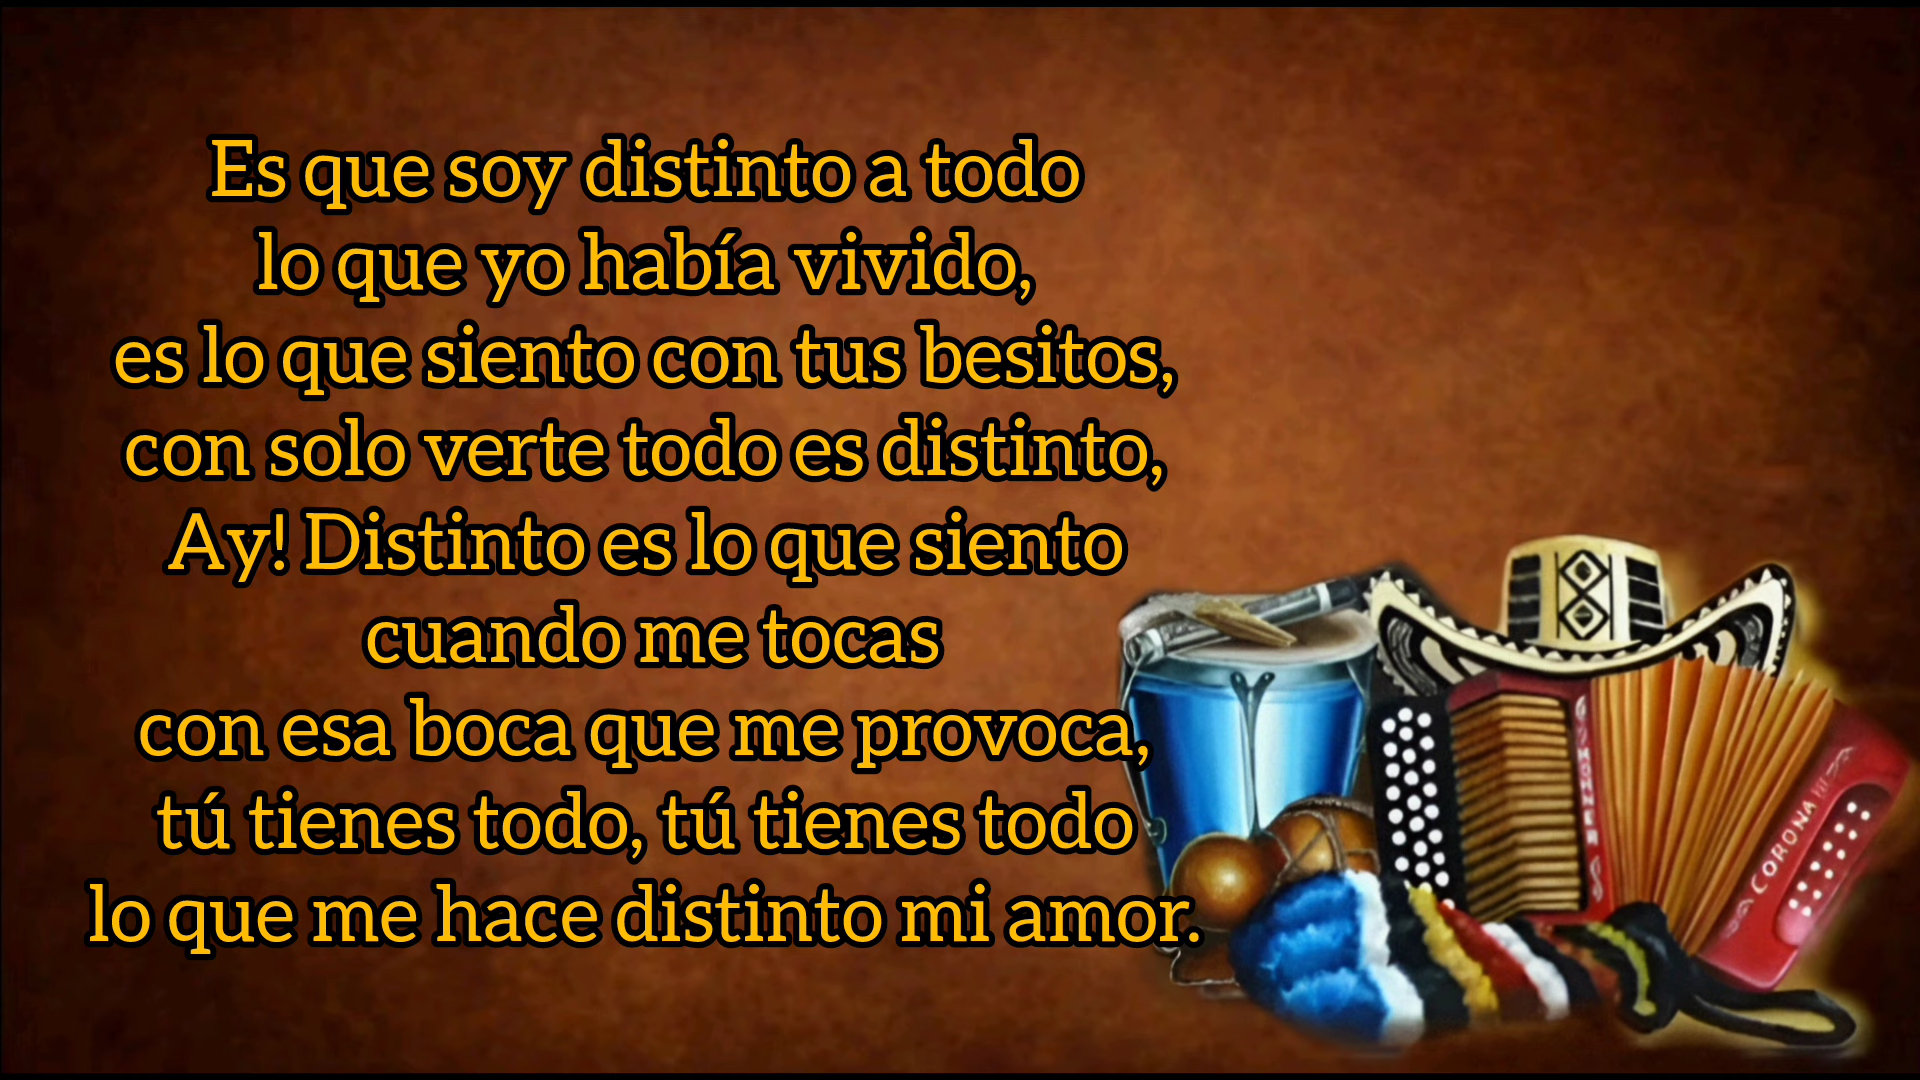 Es que soy distinto a todo
lo que yo había vivido,
es lo que siento con tus besitos,
con solo verte todo es distinto,
Ay! Distinto es lo que siento
cuando me tocas
con esa boca que me provoca,
tú tienes todo, tú tienes todo
lo que me hace distinto mi amor.
HOHNER
CORONA III